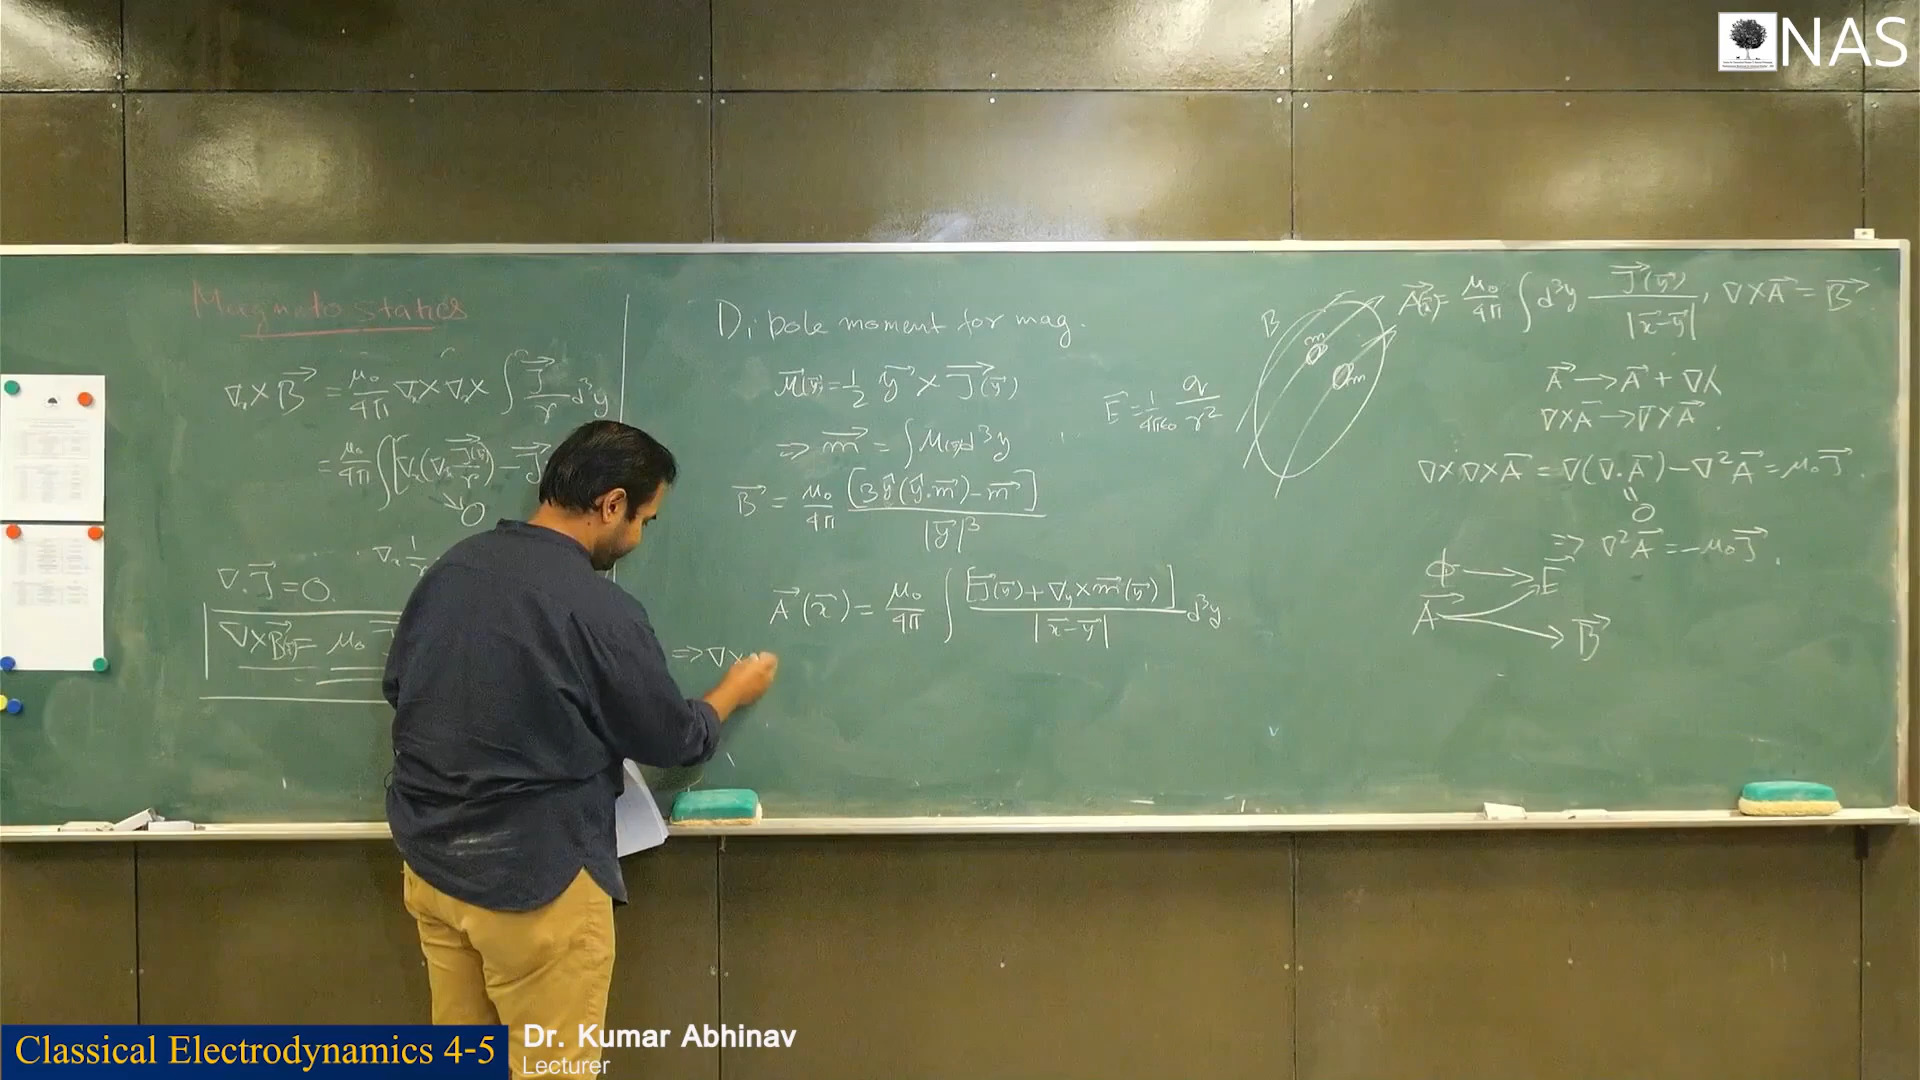 NAS
Magnetostatics
∇ₓ×B⃗ = μ₀/4π ∇ₓ×∇ₓ× ∫ J⃗/r d³y
= μ₀/4π ∫[∇ₓ(∇ₓ·J⃗(y⃗)/r) − J⃗
0
∇ₓ 1/r
∇·J⃗ = 0.
∇×B⃗ = μ₀ J⃗
Dipole moment for mag.
M⃗(y⃗) = 1/2 y⃗ × J⃗(y⃗)
⇒ m⃗ = ∫ M(y⃗) d³y
B⃗ = μ₀/4π [3ŷ(ŷ·m⃗) − m⃗] / |y⃗|³
A⃗(x⃗) = μ₀/4π ∫ [J⃗(y⃗) + ∇y × m⃗(y⃗)] / |x⃗−y⃗| d³y.
⇒ ∇×
E⃗ = 1/4πε₀ q/r²
B
m
m
A⃗(x⃗) = μ₀/4π ∫ d³y J⃗(y⃗)/|x⃗−y⃗|, ∇×A⃗ = B⃗
A⃗ → A⃗ + ∇λ
∇×A⃗ → ∇×A⃗.
∇×∇×A⃗ = ∇(∇·A⃗) − ∇²A⃗ = μ₀J⃗.
0
⇒ ∇²A⃗ = −μ₀J⃗.
Φ → E⃗
A⃗ → B⃗
Classical Electrodynamics 4-5
Dr. Kumar Abhinav
Lecturer